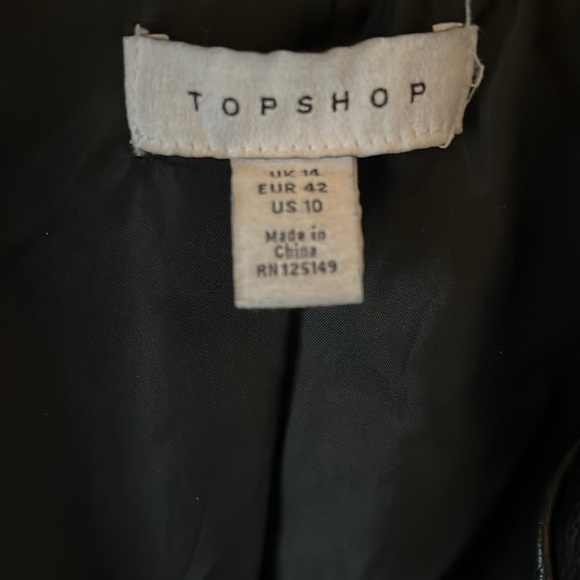 TOPSHOP
UK 14
EUR 42
US 10
Made in
China
RN125149